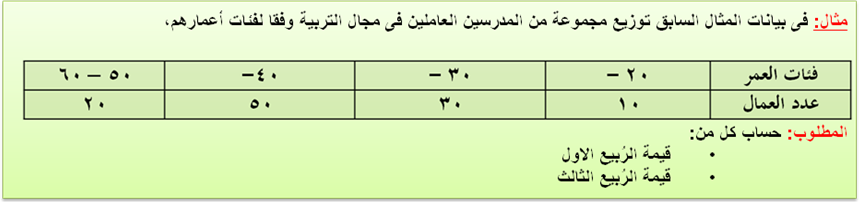 مثال: فى بيانات المثال السابق توزيع مجموعة من المدرسين العاملين فى مجال التربية وفقا لفئات أعمارهم،
فئات العمر ٢٠ – ٣٠ – ٤٠– ٥٠ – ٦٠
عدد العمال ١٠ ٣٠ ٥٠ ٢٠
المطلوب: حساب كل من:
• قيمة الرُبيع الاول
• قيمة الرُبيع الثالث